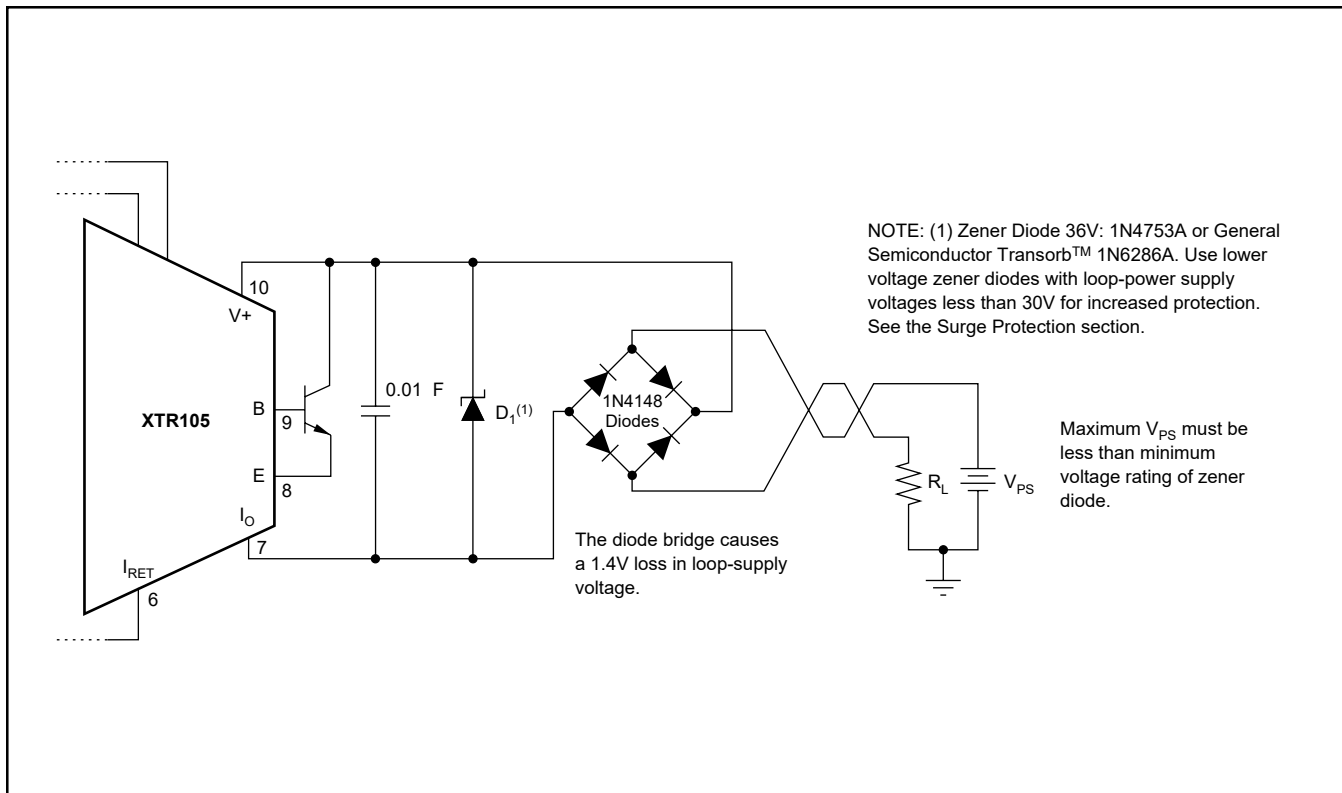 NOTE: (1) Zener Diode 36V: 1N4753A or General
Semiconductor Transorb™ 1N6286A. Use lower
voltage zener diodes with loop-power supply
voltages less than 30V for increased protection.
See the Surge Protection section.
10
V+
0.01 F
D1(1)
1N4148
Diodes
B
9
XTR105
E
8
Maximum VPS must be
less than minimum
voltage rating of zener
diode.
RL
VPS
IO
7
The diode bridge causes
a 1.4V loss in loop-supply
voltage.
IRET
6